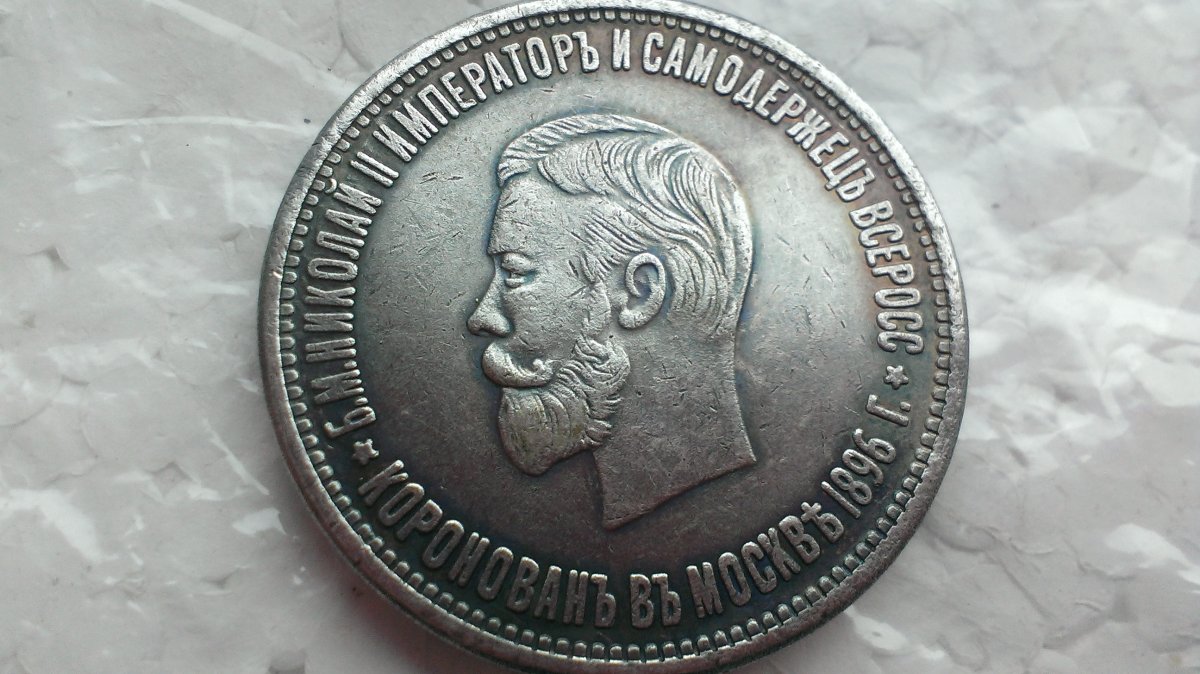 Б.М.НИКОЛАЙ II ИМПЕРАТОРЪ И САМОДЕРЖЕЦЪ ВСЕРОСС
★ КОРОНОВАНЪ ВЪ МОСКВѢ 1896 Г. ★